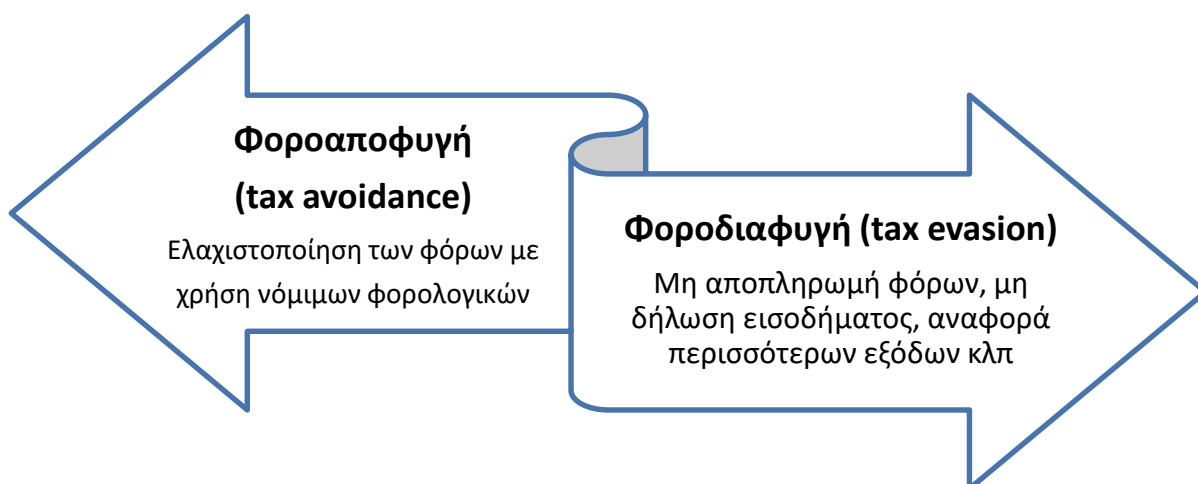 Φοροαποφυγή
(tax avoidance)
Ελαχιστοποίηση των φόρων με
χρήση νόμιμων φορολογικών
Φοροδιαφυγή (tax evasion)
Μη αποπληρωμή φόρων, μη
δήλωση εισοδήματος, αναφορά
περισσότερων εξόδων κλπ